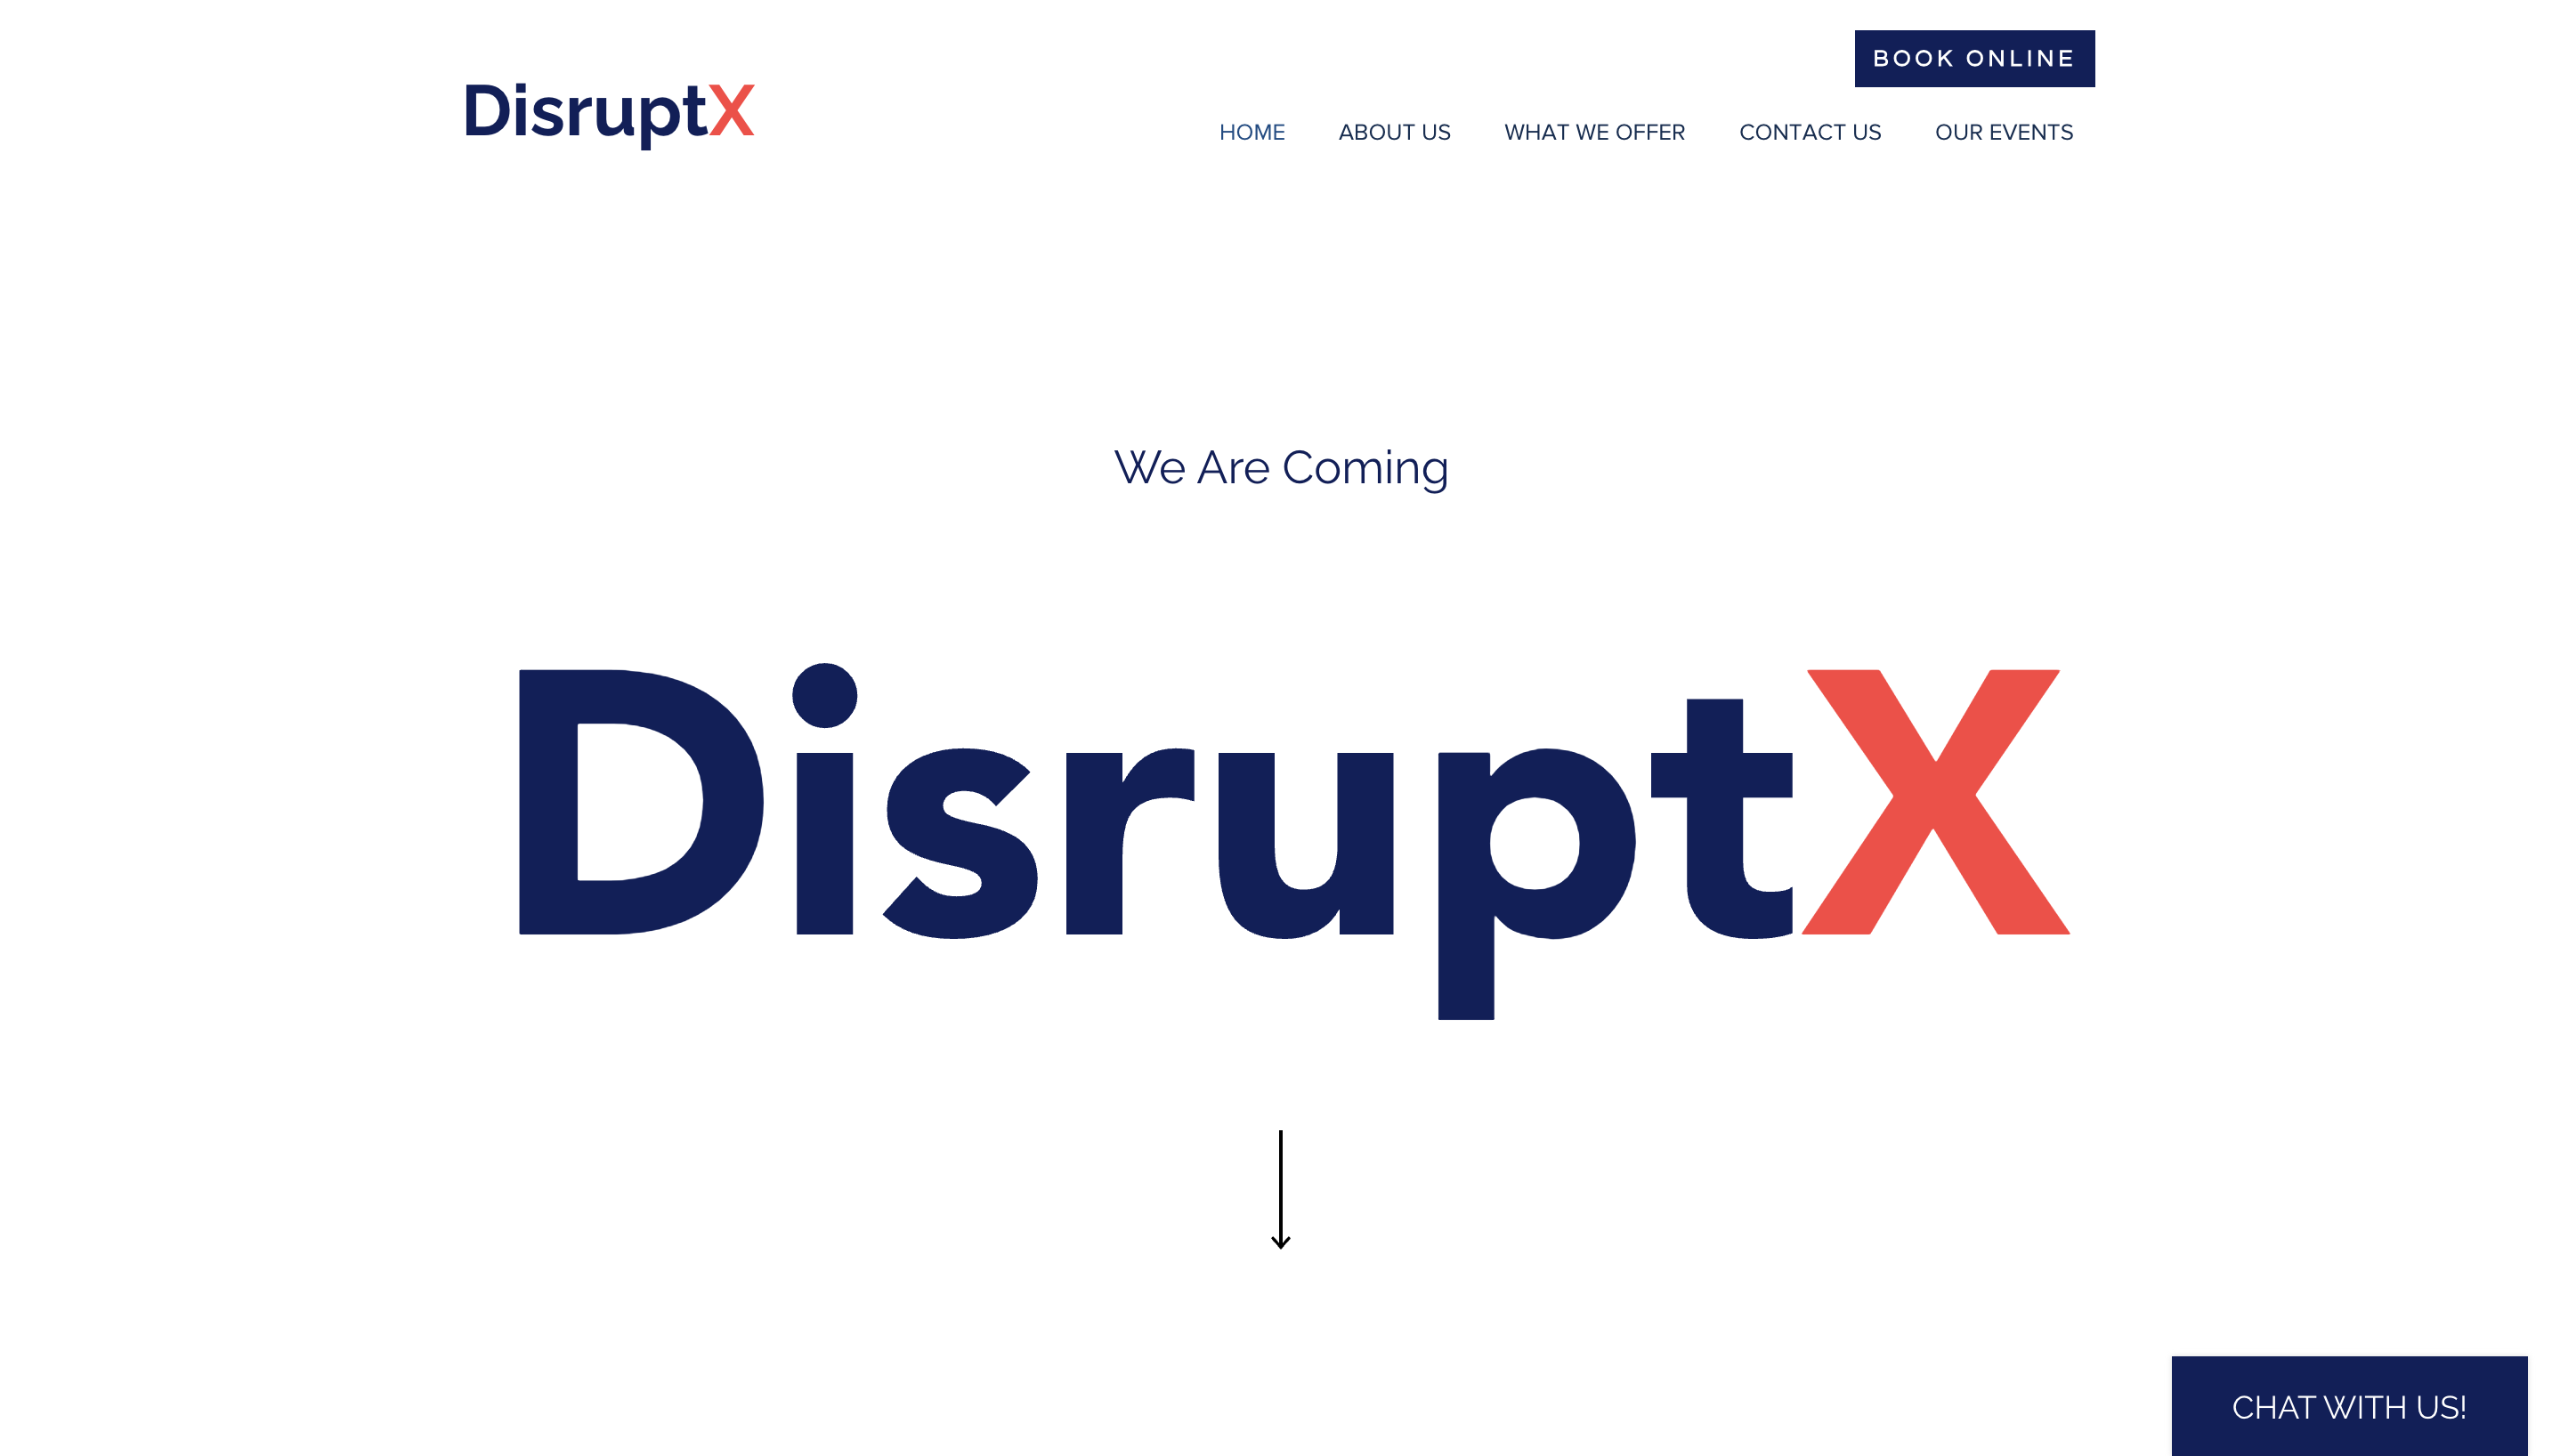 BOOK ONLINE
DisruptX
HOME ABOUT US WHAT WE OFFER CONTACT US OUR EVENTS
We Are Coming
DisruptX
CHAT WITH US!